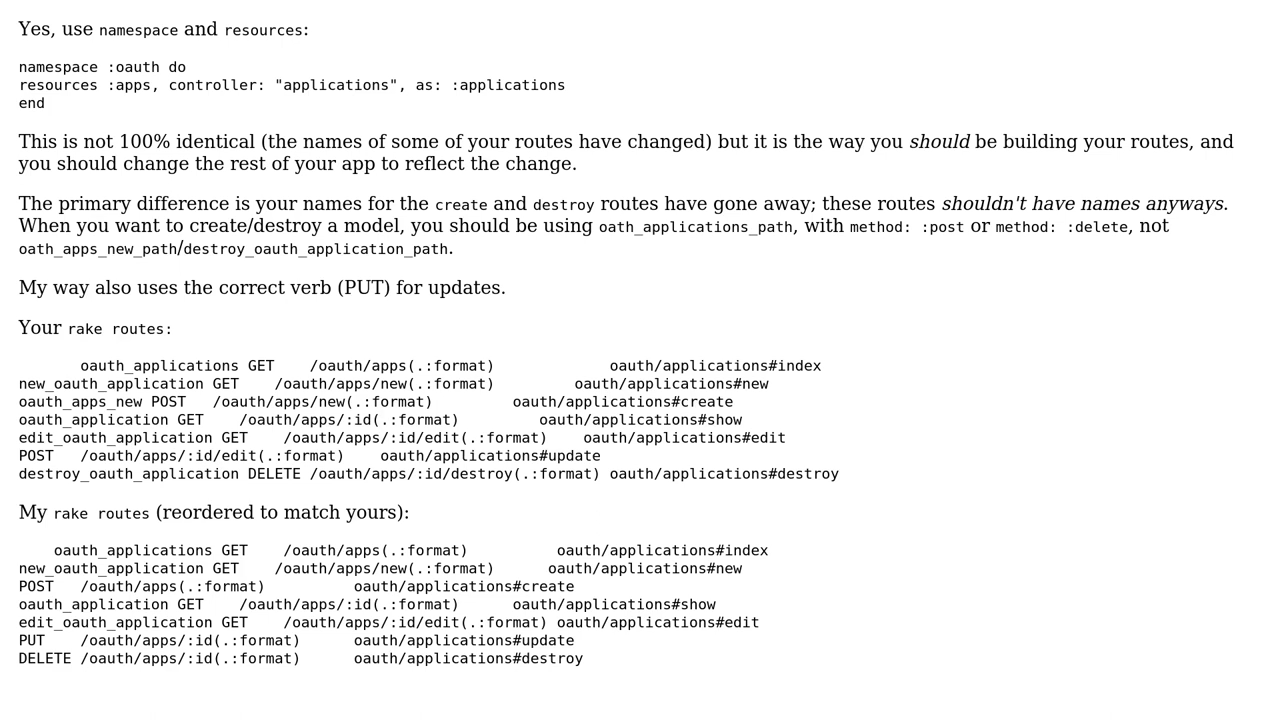 Yes, use namespace and resources:
namespace :oauth do
resources :apps, controller: "applications", as: :applications
end
This is not 100% identical (the names of some of your routes have changed) but it is the way you should be building your routes, and
you should change the rest of your app to reflect the change.
The primary difference is your names for the create and destroy routes have gone away; these routes shouldn't have names anyways.
When you want to create/destroy a model, you should be using oath_applications_path, with method: :post or method: :delete, not
oath_apps_new_path/destroy_oauth_application_path.
My way also uses the correct verb (PUT) for updates.
Your rake routes:
       oauth_applications GET    /oauth/apps(.:format)             oauth/applications#index
new_oauth_application GET    /oauth/apps/new(.:format)         oauth/applications#new
oauth_apps_new POST   /oauth/apps/new(.:format)         oauth/applications#create
oauth_application GET    /oauth/apps/:id(.:format)         oauth/applications#show
edit_oauth_application GET    /oauth/apps/:id/edit(.:format)    oauth/applications#edit
POST   /oauth/apps/:id/edit(.:format)    oauth/applications#update
destroy_oauth_application DELETE /oauth/apps/:id/destroy(.:format) oauth/applications#destroy
My rake routes (reordered to match yours):
    oauth_applications GET    /oauth/apps(.:format)          oauth/applications#index
new_oauth_application GET    /oauth/apps/new(.:format)      oauth/applications#new
POST   /oauth/apps(.:format)          oauth/applications#create
oauth_application GET    /oauth/apps/:id(.:format)      oauth/applications#show
edit_oauth_application GET    /oauth/apps/:id/edit(.:format) oauth/applications#edit
PUT    /oauth/apps/:id(.:format)      oauth/applications#update
DELETE /oauth/apps/:id(.:format)      oauth/applications#destroy